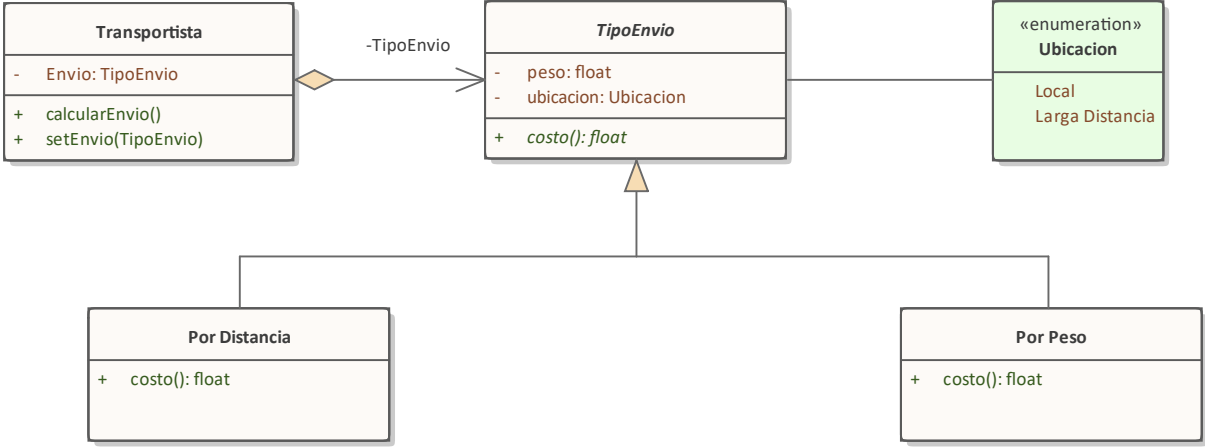 Transportista
- Envio: TipoEnvio
+ calcularEnvio()
+ setEnvio(TipoEnvio)
-TipoEnvio
TipoEnvio
- peso: float
- ubicacion: Ubicacion
+ costo(): float
«enumeration»
Ubicacion
Local
Larga Distancia
Por Distancia
+ costo(): float
Por Peso
+ costo(): float